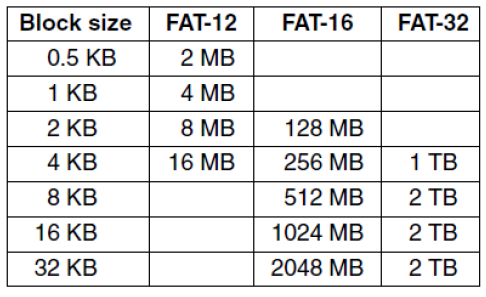 Block size FAT-12 FAT-16 FAT-32
0.5 KB 2 MB
1 KB 4 MB
2 KB 8 MB 128 MB
4 KB 16 MB 256 MB 1 TB
8 KB 512 MB 2 TB
16 KB 1024 MB 2 TB
32 KB 2048 MB 2 TB